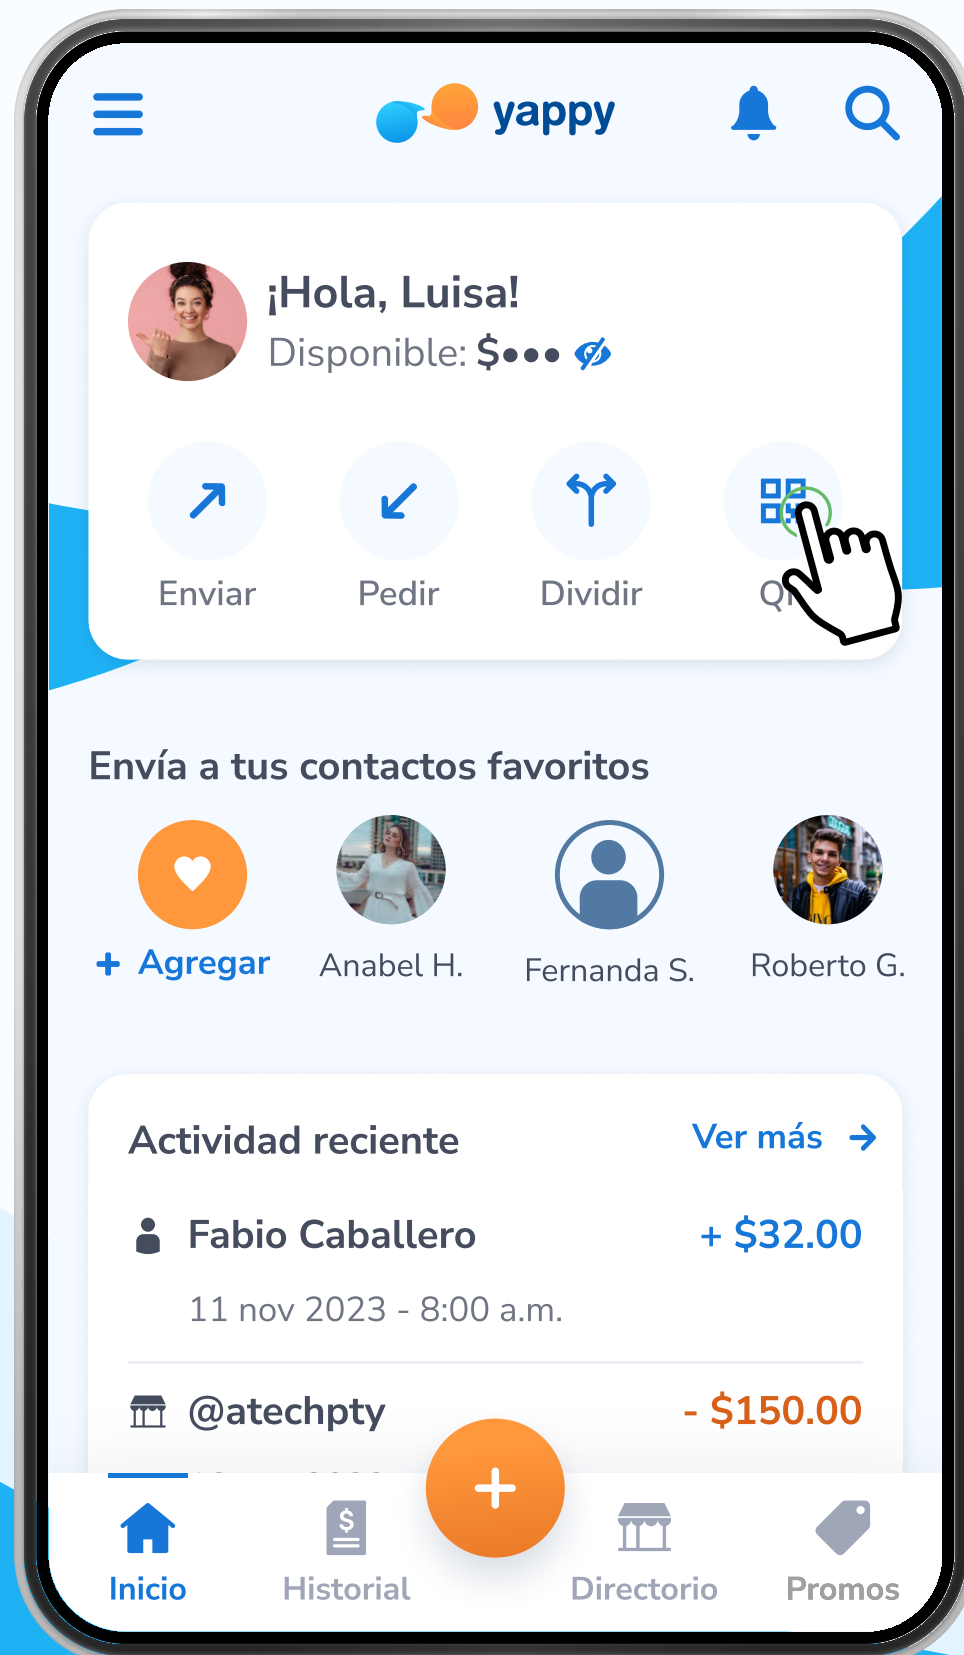 yappy
¡Hola, Luisa!
Disponible: $•••
Enviar Pedir Dividir
Envía a tus contactos favoritos
+ Agregar Anabel H. Fernanda S. Roberto G.
Actividad reciente Ver más →
Fabio Caballero + $32.00
11 nov 2023 - 8:00 a.m.
@atechpty - $150.00
Inicio Historial Directorio Promos